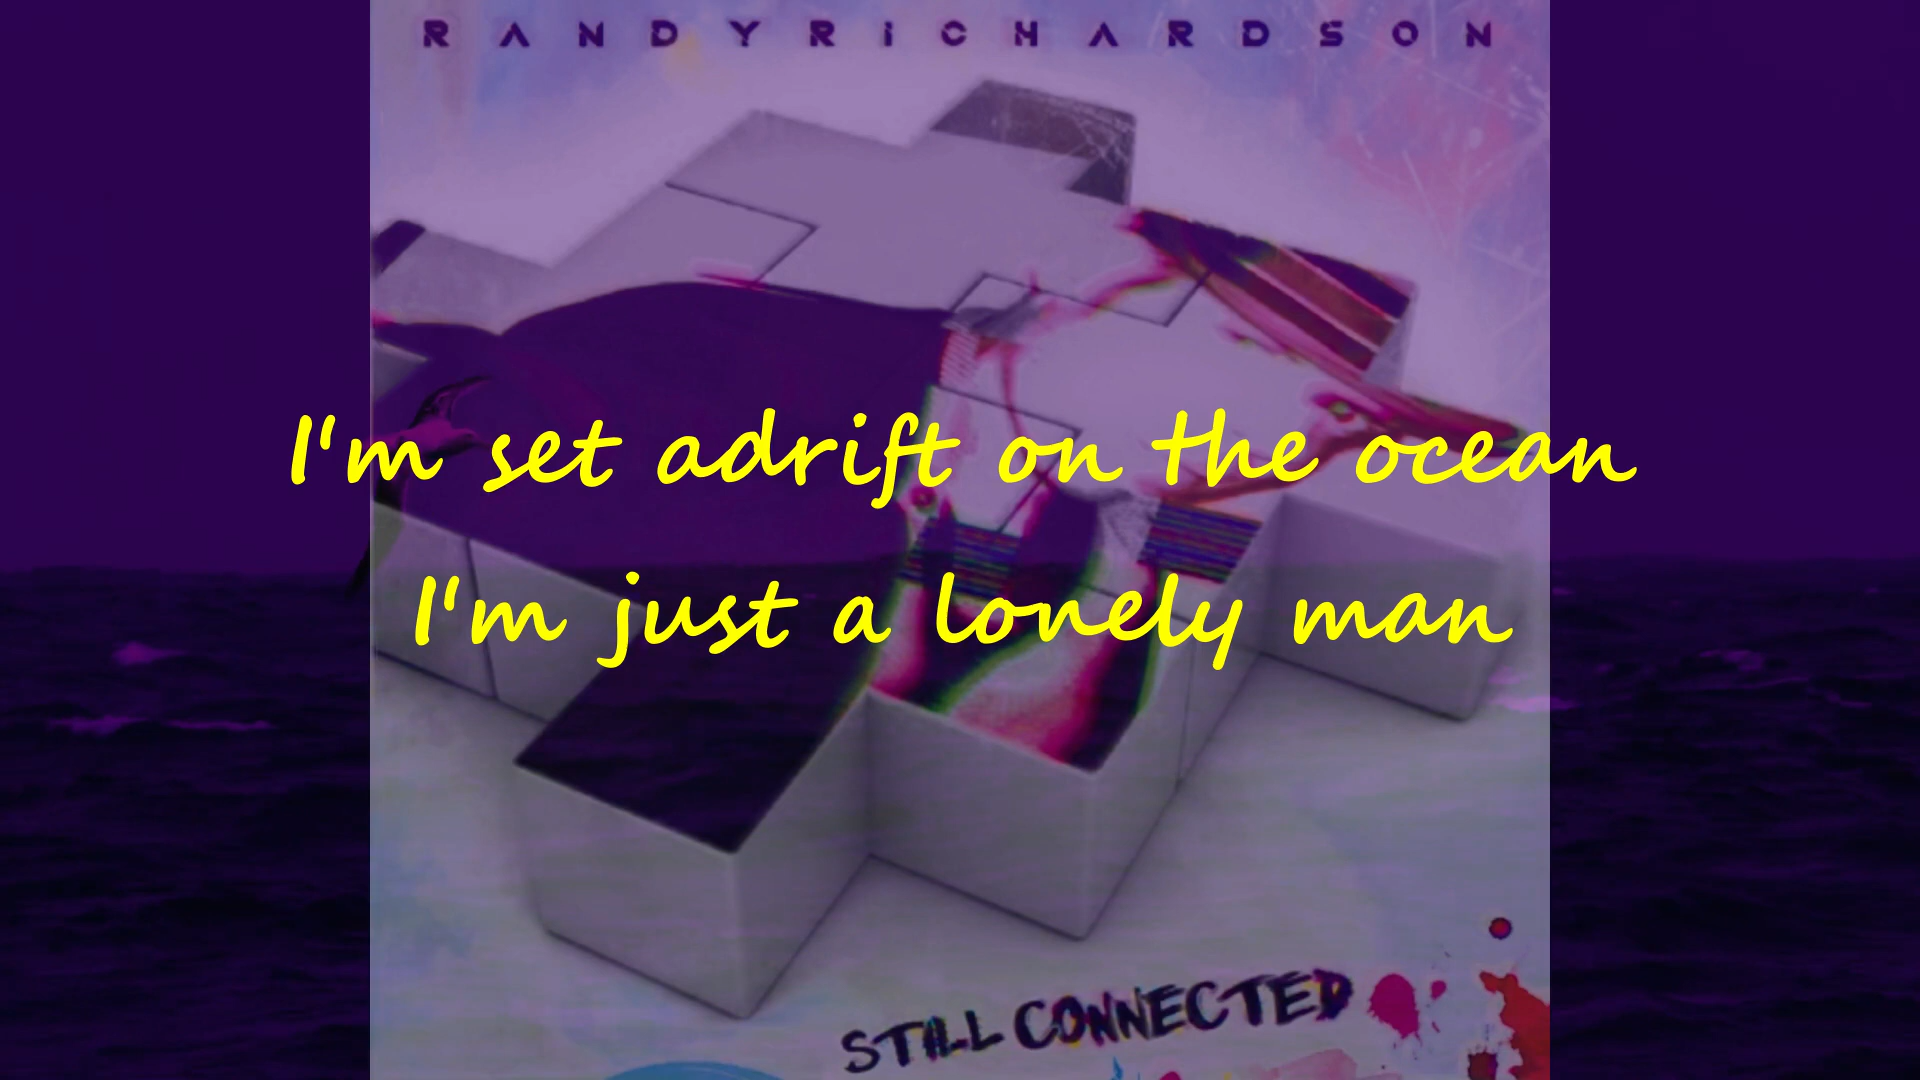 RANDYRiCHARDSON
I'm set adrift on the ocean
I'm just a lonely man
STILL CONNECTED